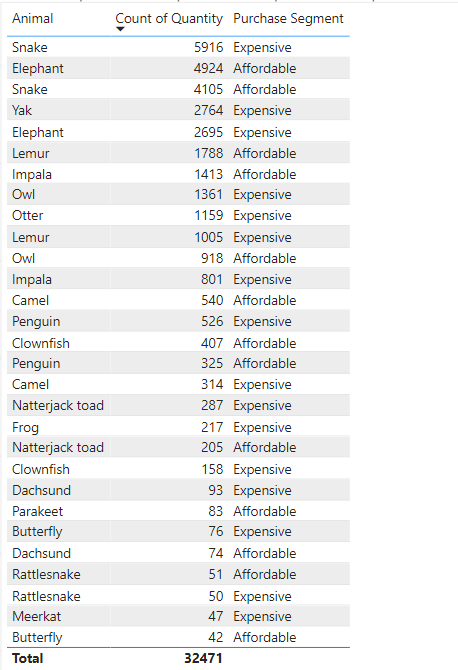 Animal Count of Quantity Purchase Segment
Snake 5916 Expensive
Elephant 4924 Affordable
Snake 4105 Affordable
Yak 2764 Expensive
Elephant 2695 Expensive
Lemur 1788 Affordable
Impala 1413 Affordable
Owl 1361 Expensive
Otter 1159 Expensive
Lemur 1005 Expensive
Owl 918 Affordable
Impala 801 Expensive
Camel 540 Affordable
Penguin 526 Expensive
Clownfish 407 Affordable
Penguin 325 Affordable
Camel 314 Expensive
Natterjack toad 287 Expensive
Frog 217 Expensive
Natterjack toad 205 Affordable
Clownfish 158 Expensive
Dachsund 93 Expensive
Parakeet 83 Affordable
Butterfly 76 Expensive
Dachsund 74 Affordable
Rattlesnake 51 Affordable
Rattlesnake 50 Expensive
Meerkat 47 Expensive
Butterfly 42 Affordable
Total 32471